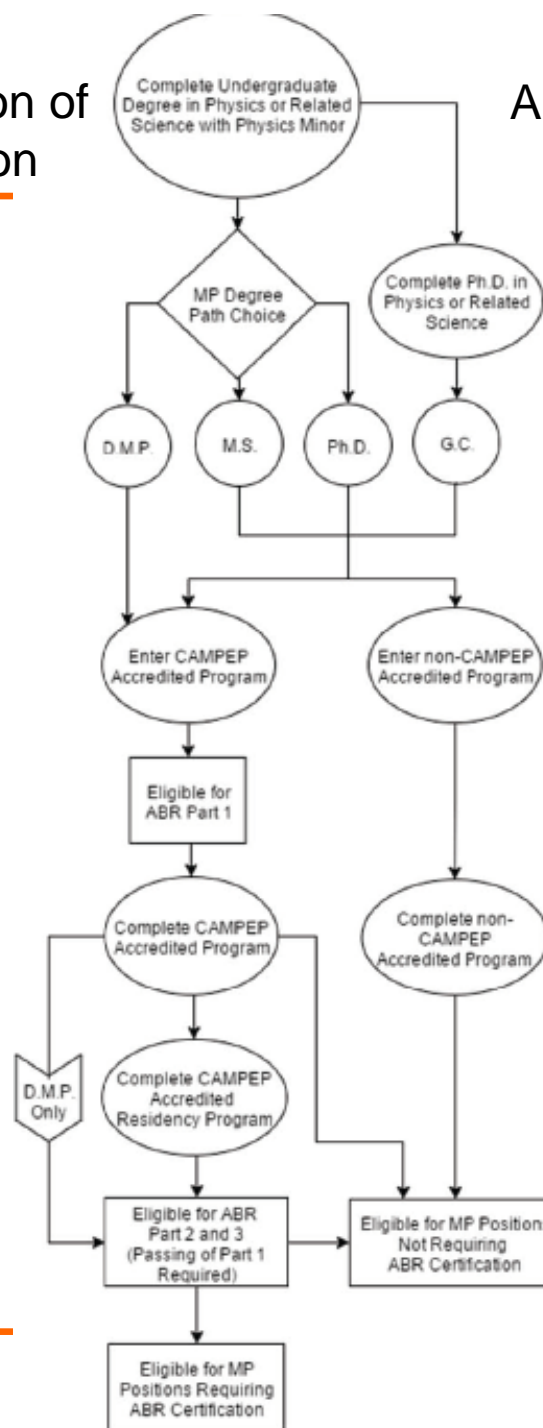 on of
on
A
Complete Undergraduate
Degree in Physics or Related
Science with Physics Minor
MP Degree
Path Choice
Complete Ph.D. in
Physics or Related
Science
D.M.P.
M.S.
Ph.D.
G.C.
Enter CAMPEP
Accredited Program
Enter non-CAMPEP
Accredited Program
Eligible for
ABR Part 1
Complete CAMPEP
Accredited Program
Complete non-
CAMPEP
Accredited Program
D.M.P.
Only
Complete CAMPEP
Accredited
Residency Program
Eligible for ABR
Part 2 and 3
(Passing of Part 1
Required)
Eligible for MP Positions
Not Requiring
ABR Certification
Eligible for MP
Positions Requiring
ABR Certification